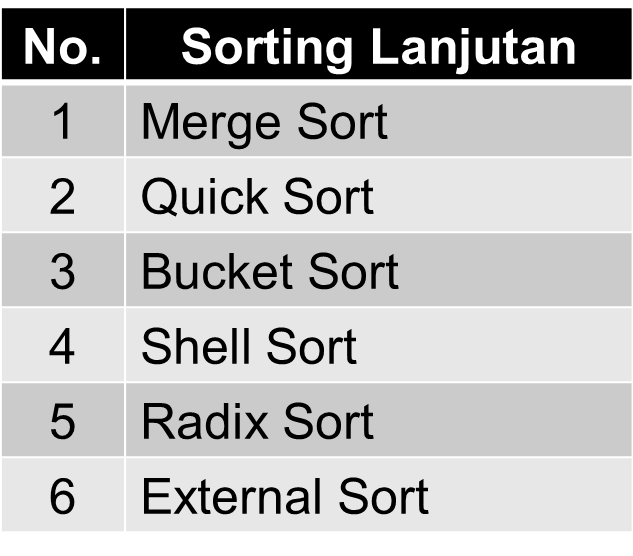 No. Sorting Lanjutan
1 Merge Sort
2 Quick Sort
3 Bucket Sort
4 Shell Sort
5 Radix Sort
6 External Sort